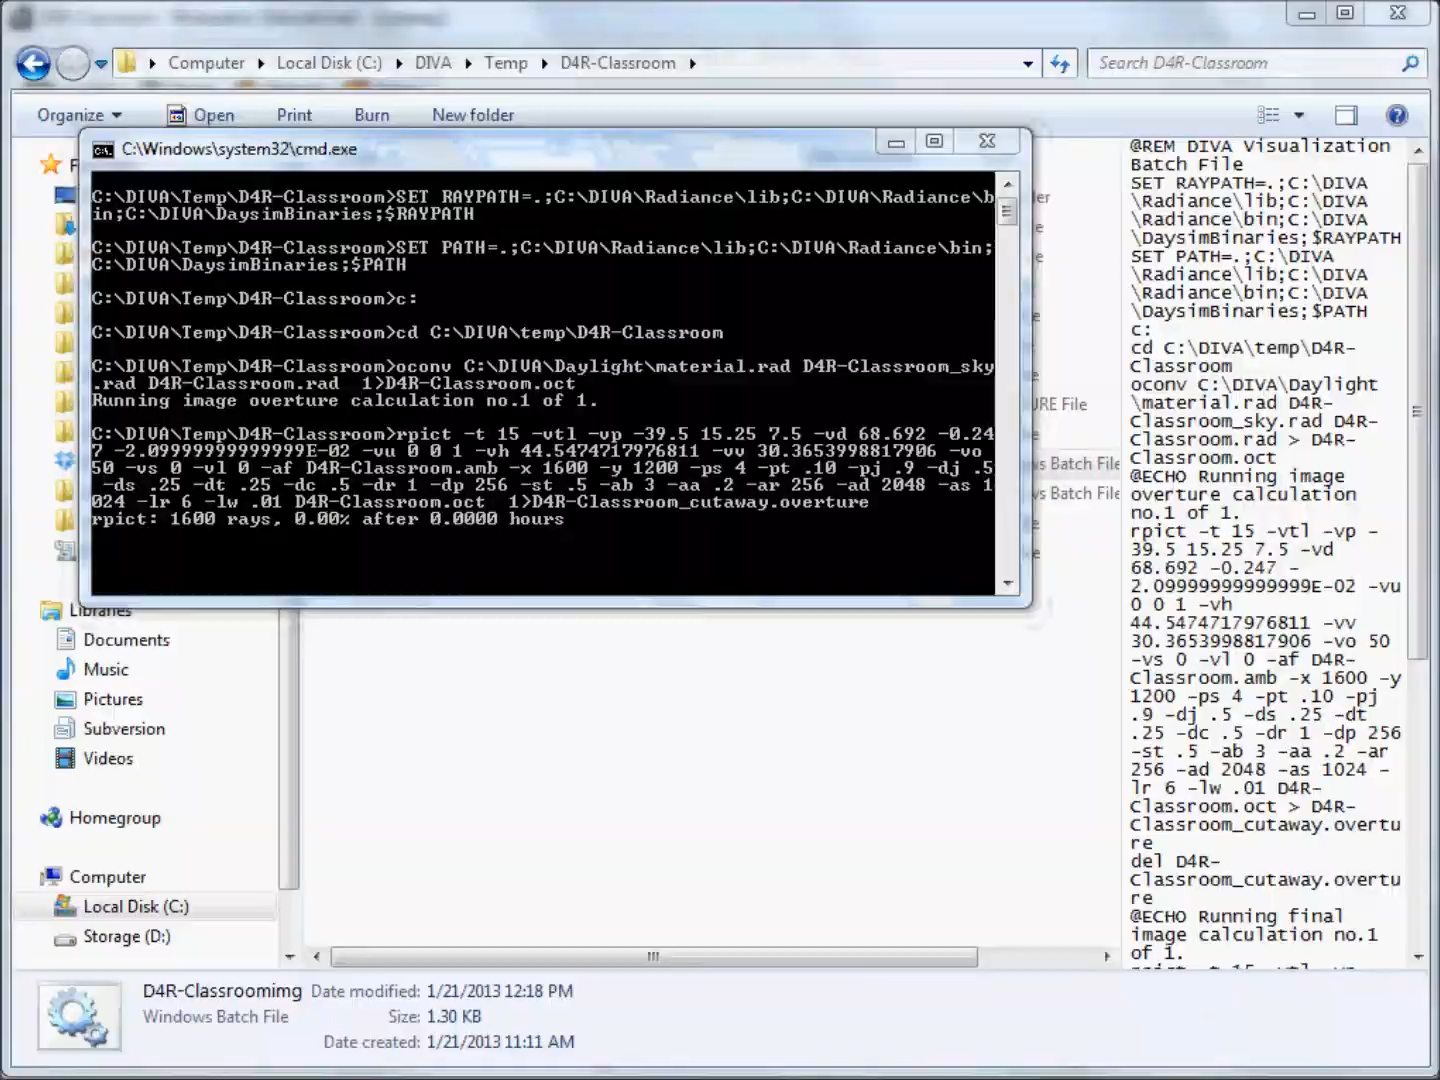 Computer
Local Disk (C:)
DIVA
Temp
D4R-Classroom
Search D4R-Classroom
Organize
Open
Print
Burn
New folder
C:\Windows\system32\cmd.exe
C:\DIVA\Temp\D4R-Classroom>SET RAYPATH=.;C:\DIVA\Radiance\lib;C:\DIVA\Radiance\b
in;C:\DIVA\DaysimBinaries;$RAYPATH
C:\DIVA\Temp\D4R-Classroom>SET PATH=.;C:\DIVA\Radiance\lib;C:\DIVA\Radiance\bin;
C:\DIVA\DaysimBinaries;$PATH
C:\DIVA\Temp\D4R-Classroom>c:
C:\DIVA\Temp\D4R-Classroom>cd C:\DIVA\temp\D4R-Classroom
C:\DIVA\Temp\D4R-Classroom>oconv C:\DIVA\Daylight\material.rad D4R-Classroom_sky
.rad D4R-Classroom.rad 1>D4R-Classroom.oct
Running image overture calculation no.1 of 1.
C:\DIVA\Temp\D4R-Classroom>rpict -t 15 -vtl -vp -39.5 15.25 7.5 -vd 68.692 -0.24
7 -2.09999999999999E-02 -vu 0 0 1 -vh 44.5474717976811 -vv 30.3653998817906 -vo
50 -vs 0 -vl 0 -af D4R-Classroom.amb -x 1600 -y 1200 -ps 4 -pt .10 -pj .9 -dj .5
-ds .25 -dt .25 -dc .5 -dr 1 -dp 256 -st .5 -ab 3 -aa .2 -ar 256 -ad 2048 -as 1
024 -lr 6 -lw .01 D4R-Classroom.oct 1>D4R-Classroom_cutaway.overture
rpict: 1600 rays, 0.00% after 0.0000 hours
URE File
ws Batch File
ws Batch File
Libraries
Documents
Music
Pictures
Subversion
Videos
Homegroup
Computer
Local Disk (C:)
Storage (D:)
@REM DIVA Visualization
Batch File
SET RAYPATH=.;C:\DIVA
\Radiance\lib;C:\DIVA
\Radiance\bin;C:\DIVA
\DaysimBinaries;$RAYPATH
SET PATH=.;C:\DIVA
\Radiance\lib;C:\DIVA
\Radiance\bin;C:\DIVA
\DaysimBinaries;$PATH
c:
cd C:\DIVA\temp\D4R-
Classroom
oconv C:\DIVA\Daylight
\material.rad D4R-
Classroom_sky.rad D4R-
Classroom.rad > D4R-
Classroom.oct
@ECHO Running image
overture calculation
no.1 of 1.
rpict -t 15 -vtl -vp -
39.5 15.25 7.5 -vd
68.692 -0.247 -
2.09999999999999E-02 -vu
0 0 1 -vh
44.5474717976811 -vv
30.3653998817906 -vo 50
-vs 0 -vl 0 -af D4R-
Classroom.amb -x 1600 -y
1200 -ps 4 -pt .10 -pj
.9 -dj .5 -ds .25 -dt
.25 -dc .5 -dr 1 -dp 256
-st .5 -ab 3 -aa .2 -ar
256 -ad 2048 -as 1024 -
lr 6 -lw .01 D4R-
Classroom.oct > D4R-
Classroom_cutaway.overtu
re
del D4R-
Classroom_cutaway.overtu
re
@ECHO Running final
image calculation no.1
of 1.
D4R-Classroomimg
Date modified: 1/21/2013 12:18 PM
Windows Batch File
Size: 1.30 KB
Date created: 1/21/2013 11:11 AM